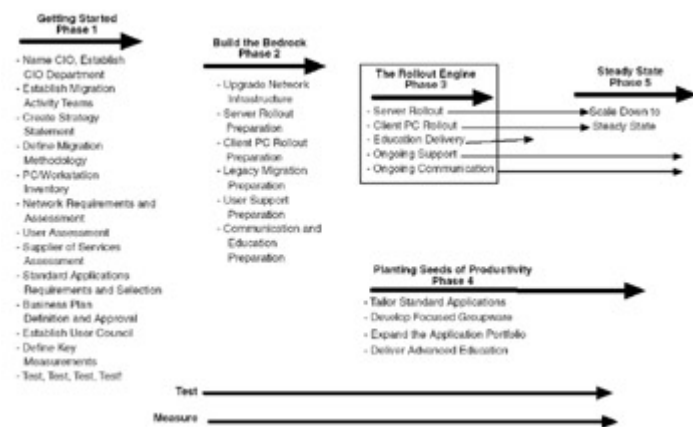 Getting Started
Phase 1
- Name CIO, Establish
CIO Department
- Establish Migration
Activity Teams
- Create Strategy
Statement
- Define Migration
Methodology
- PC/Workstation
Inventory
- Network Requirements and
Assessment
- User Assessment
- Supplier of Services
Assessment
- Standard Applications
Requirements and Selection
- Business Plan
Definition and Approval
- Establish User Council
- Define Key
Measurements
- Test, Test, Test, Test!
Build the Bedrock
Phase 2
- Upgrade Network
Infrastructure
- Server Rollout
Preparation
- Client PC Rollout
Preparation
- Legacy Migration
Preparation
- User Support
Preparation
- Communication and
Education
Preparation
The Rollout Engine
Phase 3
- Server Rollout
- Client PC Rollout
- Education Delivery
- Ongoing Support
- Ongoing Communication
Steady State
Phase 5
Scale Down to
Steady State
Planting Seeds of Productivity
Phase 4
- Tailor Standard Applications
- Develop Focused Groupware
- Expand the Application Portfolio
- Deliver Advanced Education
Test
Measure